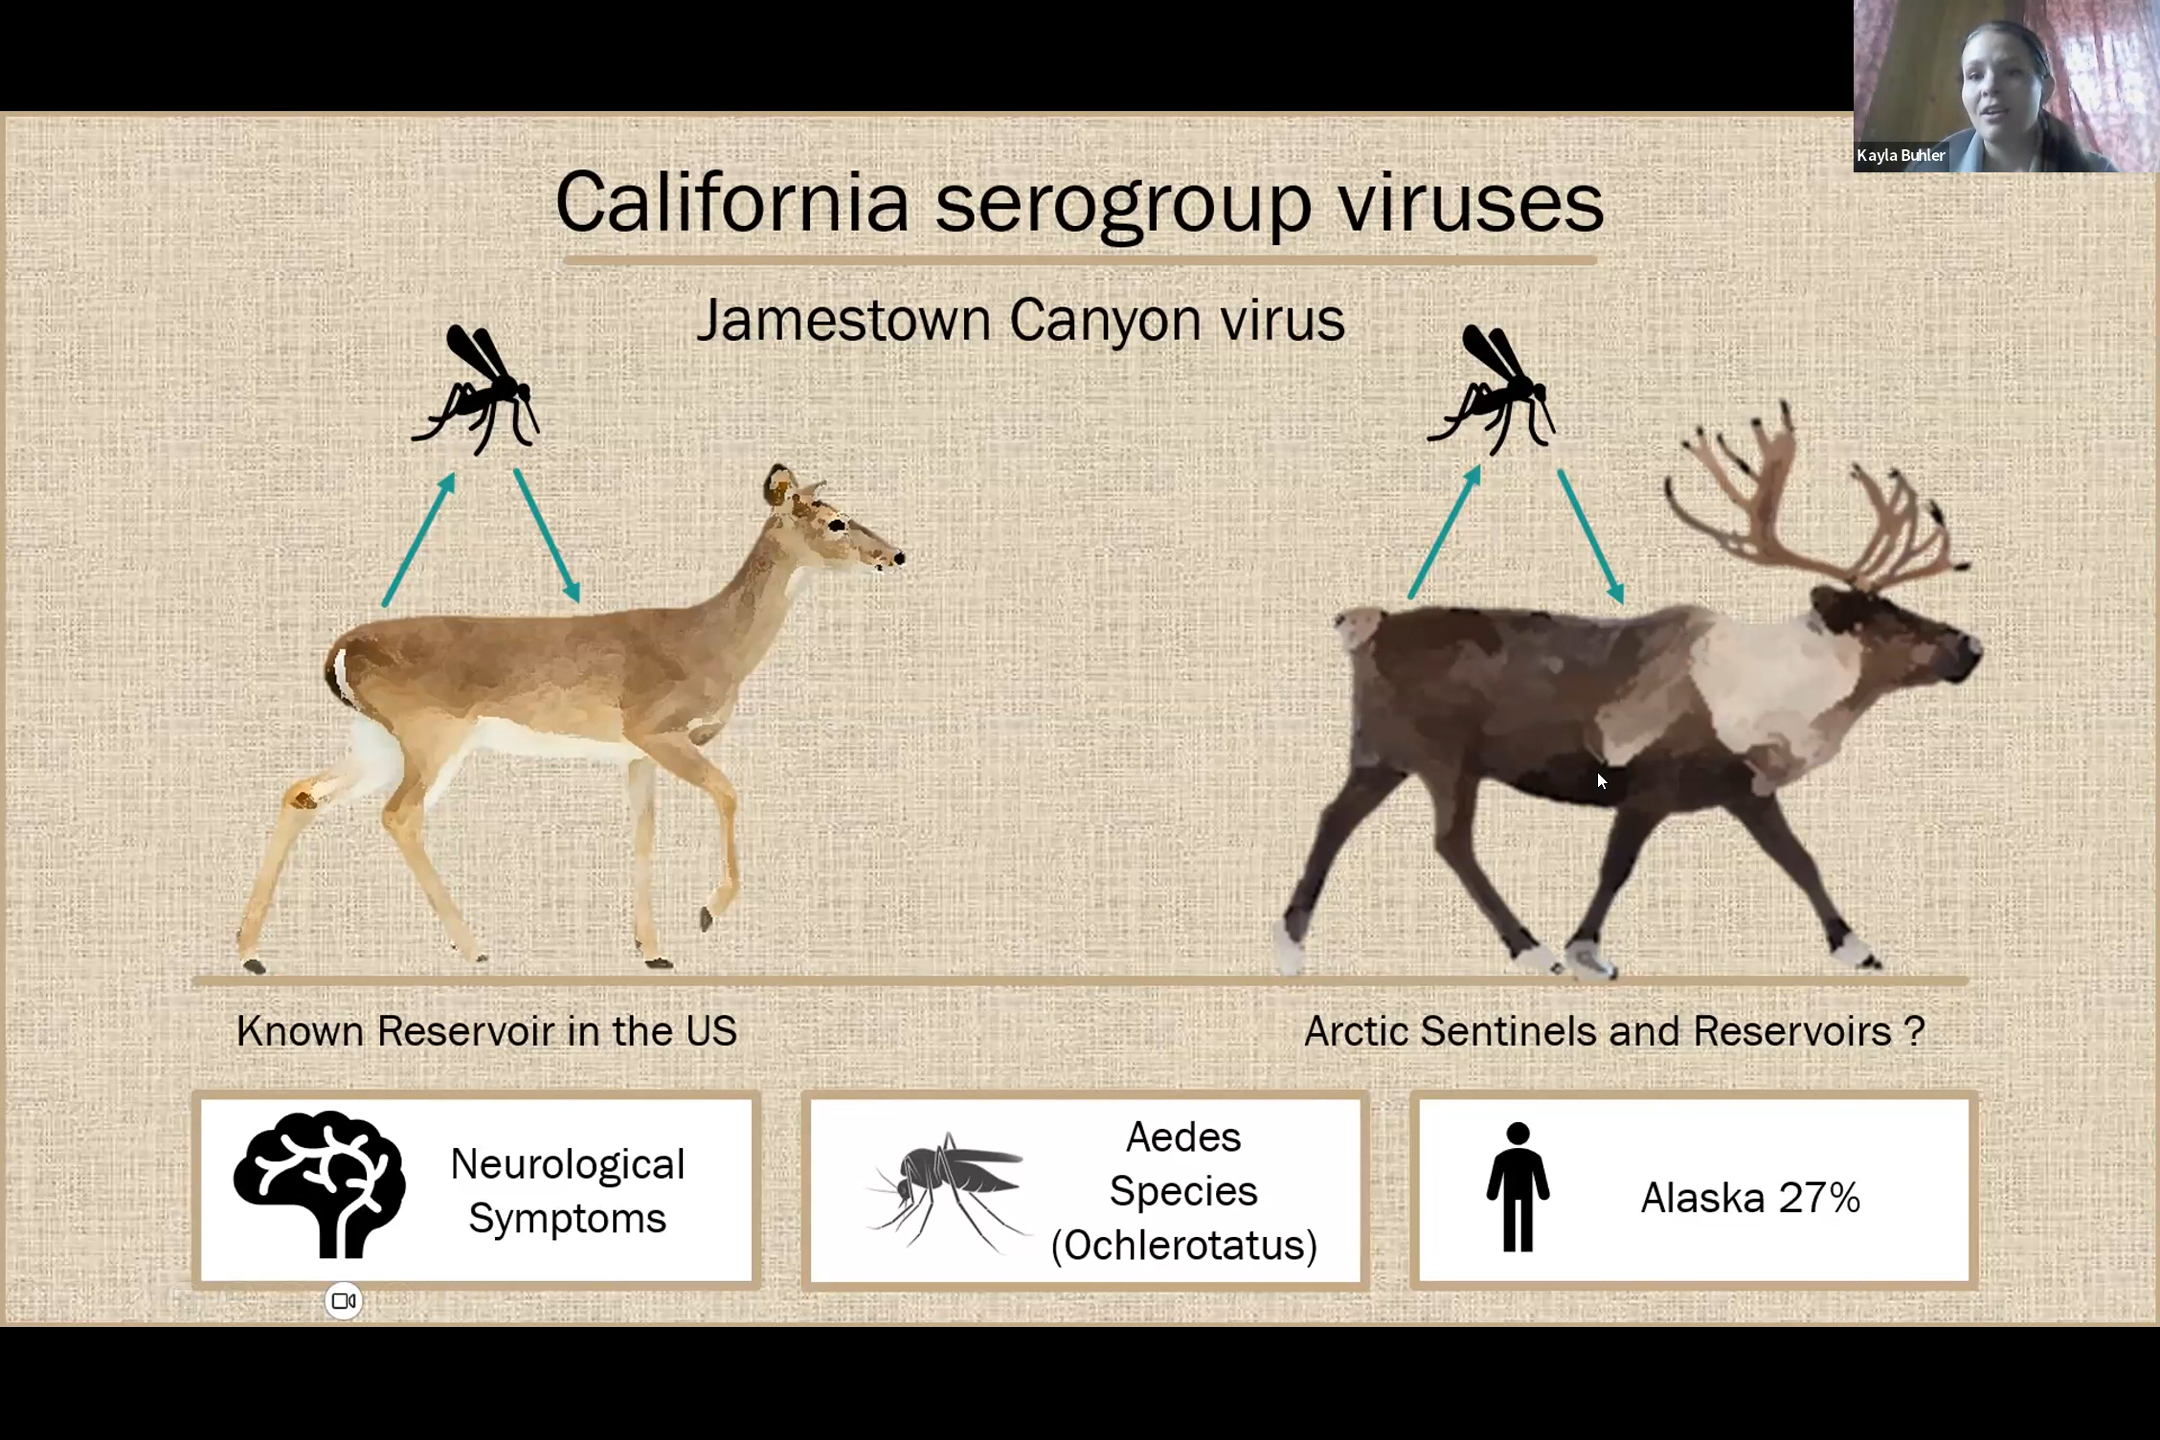 Kayla Buhler
California serogroup viruses
Jamestown Canyon virus
Known Reservoir in the US
Arctic Sentinels and Reservoirs ?
Neurological
Symptoms
Aedes
Species
(Ochlerotatus)
Alaska 27%